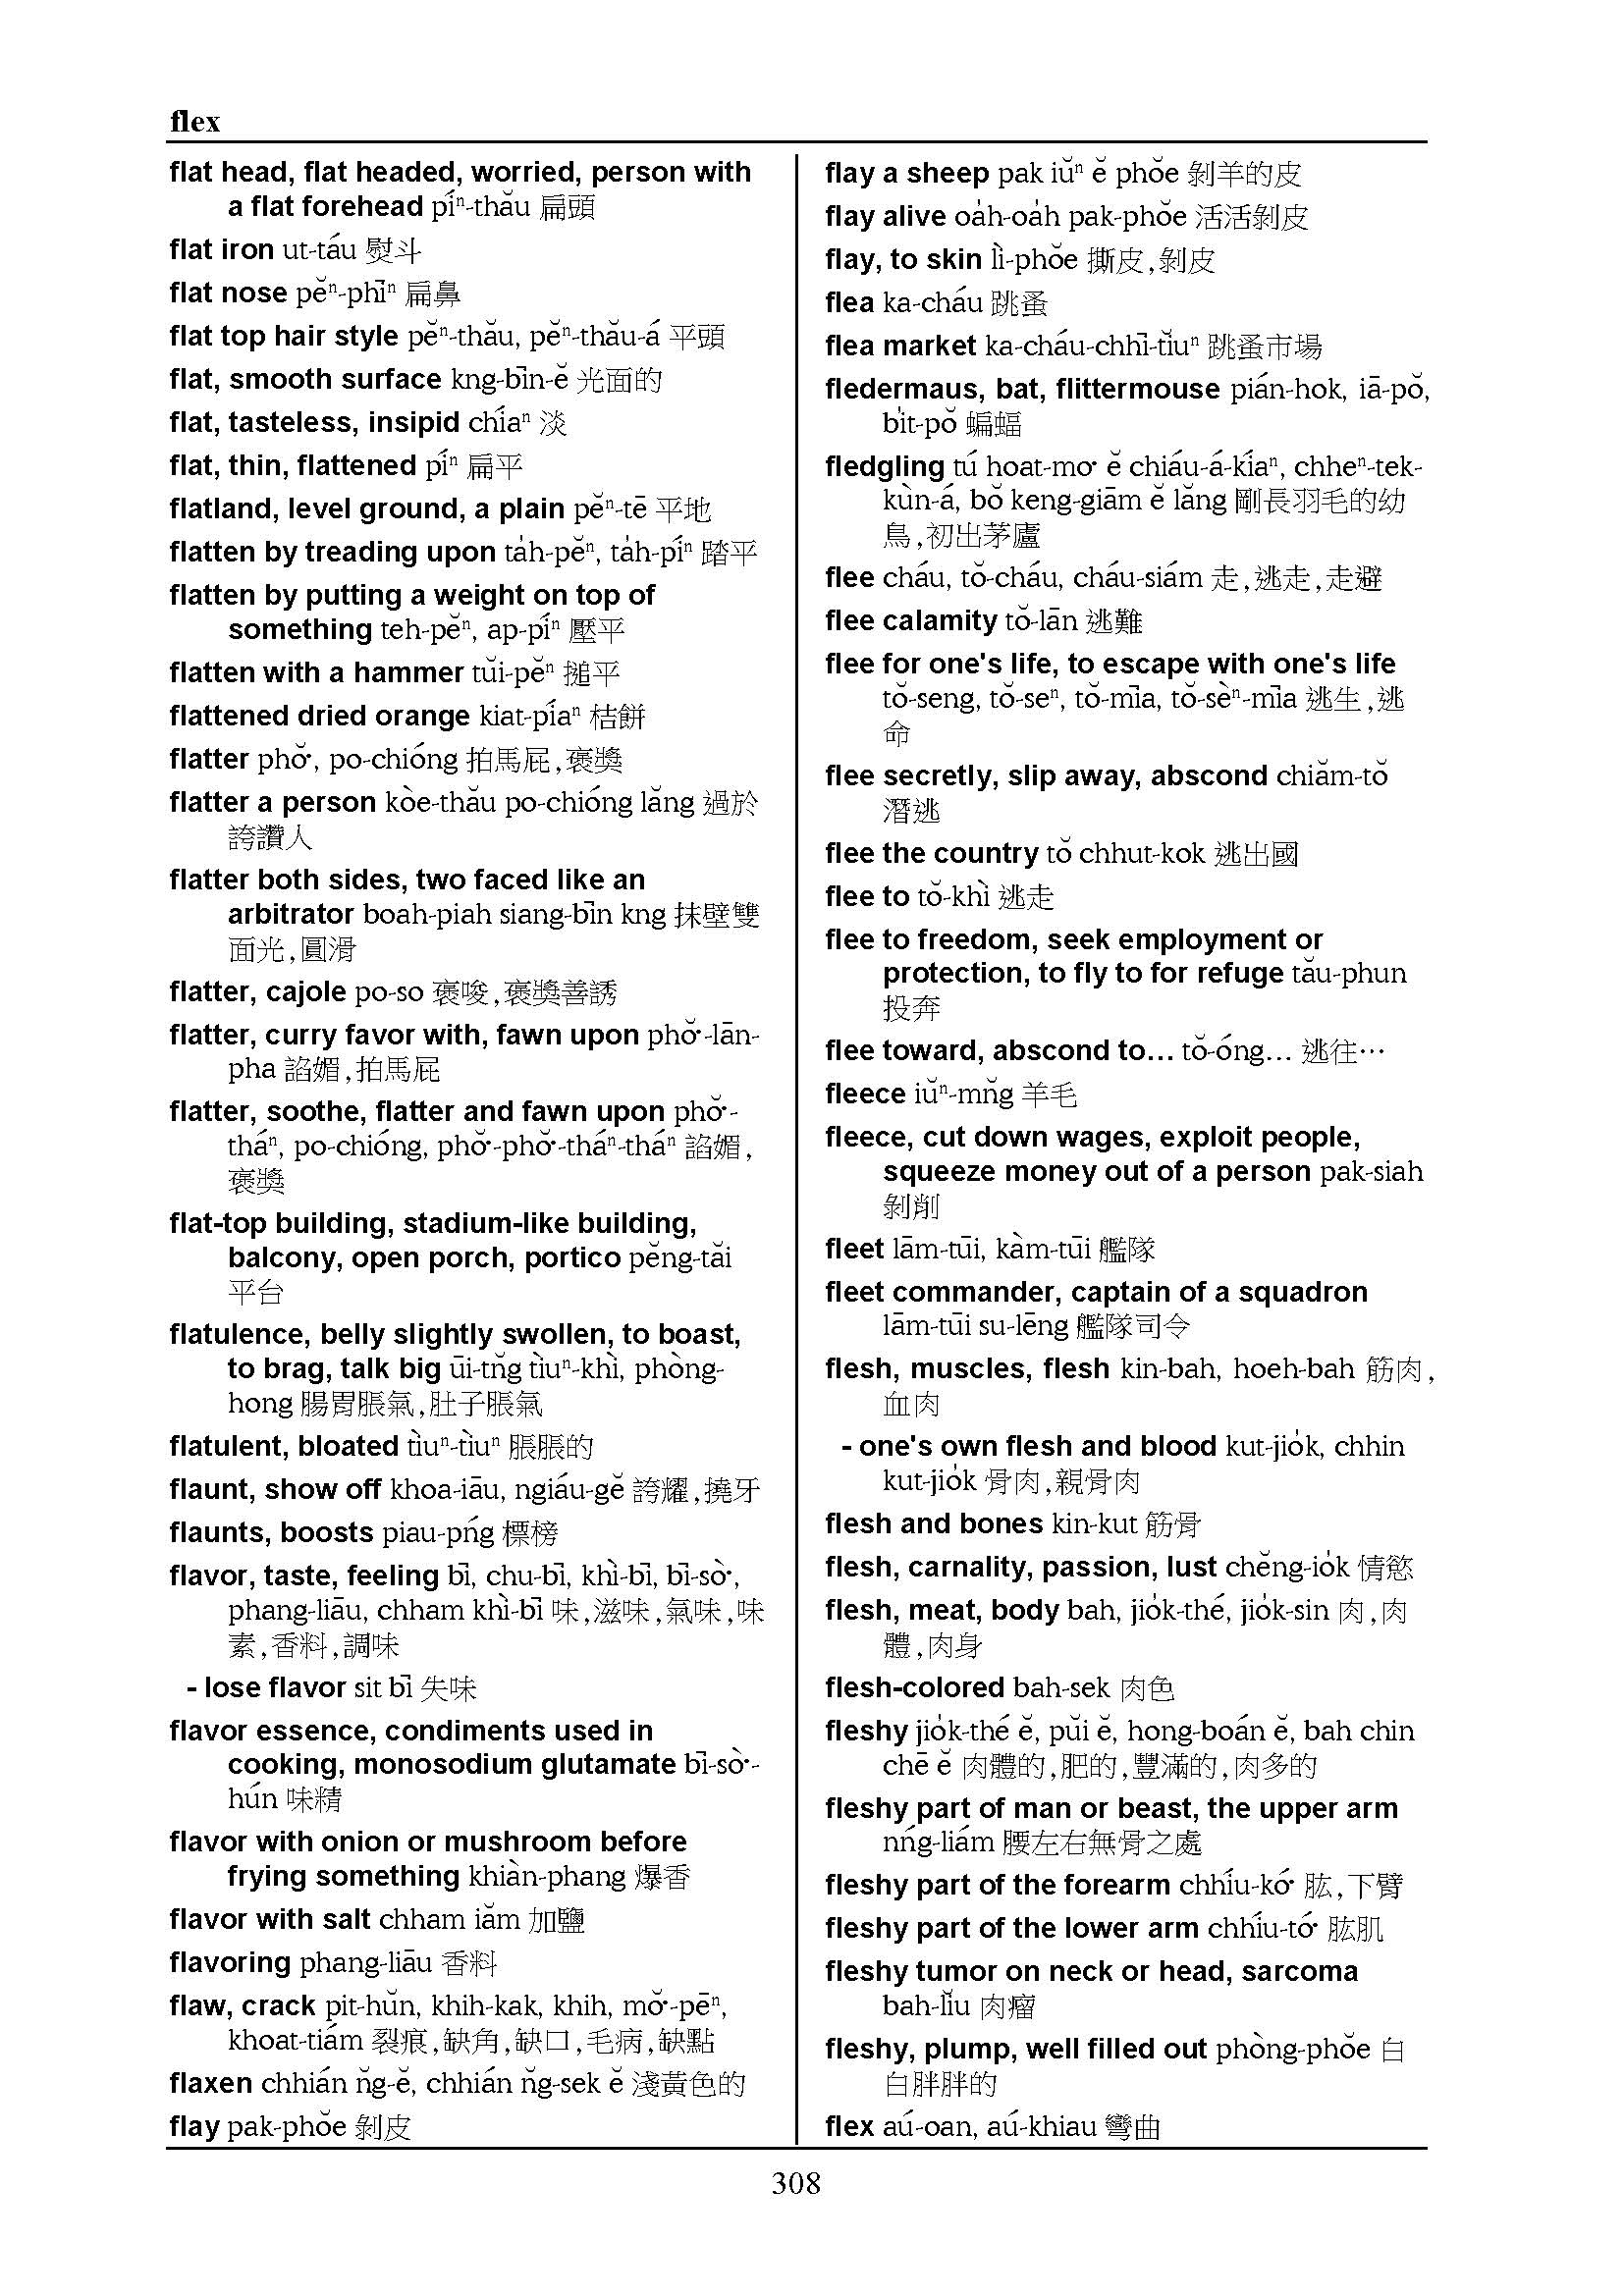 flex
flat head, flat headed, worried, person with
a flat forehead píⁿ-thău 扁頭
flat iron ut-táu 熨斗
flat nose pĕⁿ-phīⁿ 扁鼻
flat top hair style pĕⁿ-thău, pĕⁿ-thău-á 平頭
flat, smooth surface kng-bīn-ĕ 光面的
flat, tasteless, insipid chíaⁿ 淡
flat, thin, flattened píⁿ 扁平
flatland, level ground, a plain pĕⁿ-tē 平地
flatten by treading upon ta̍h-pĕⁿ, ta̍h-píⁿ 踏平
flatten by putting a weight on top of
something teh-pĕⁿ, ap-píⁿ 壓平
flatten with a hammer tŭi-pĕⁿ 搥平
flattened dried orange kiat-píaⁿ 桔餅
flatter phŏ͘, po-chióng 拍馬屁,褒獎
flatter a person kòe-thău po-chióng lăng 過於
誇讚人
flatter both sides, two faced like an
arbitrator boah-piah siang-bīn kng 抹壁雙
面光,圓滑
flatter, cajole po-so 褒唆,褒獎善誘
flatter, curry favor with, fawn upon phŏ͘-lān-
pha 諂媚,拍馬屁
flatter, soothe, flatter and fawn upon phŏ͘-
tháⁿ, po-chióng, phŏ͘-phŏ͘-tháⁿ-tháⁿ 諂媚,
褒獎
flat-top building, stadium-like building,
balcony, open porch, portico pĕng-tăi
平台
flatulence, belly slightly swollen, to boast,
to brag, talk big ūi-tn̆g tìuⁿ-khì, phòng-
hong 腸胃脹氣,肚子脹氣
flatulent, bloated tìuⁿ-tìuⁿ 脹脹的
flaunt, show off khoa-iāu, ngiáu-gĕ 誇耀,撓牙
flaunts, boosts piau-pńg 標榜
flavor, taste, feeling bī, chu-bī, khì-bī, bī-sò͘,
phang-liāu, chham khì-bī 味,滋味,氣味,味
素,香料,調味
- lose flavor sit bī 失味
flavor essence, condiments used in
cooking, monosodium glutamate bī-sò͘-
hún 味精
flavor with onion or mushroom before
frying something khiàn-phang 爆香
flavor with salt chham iăm 加鹽
flavoring phang-liāu 香料
flaw, crack pit-hŭn, khih-kak, khih, mŏ͘-pēⁿ,
khoat-tiám 裂痕,缺角,缺口,毛病,缺點
flaxen chhián n̆g-ĕ, chhián n̆g-sek ĕ 淺黃色的
flay pak-phŏe 剝皮
flay a sheep pak iŭⁿ ĕ phŏe 剝羊的皮
flay alive oa̍h-oa̍h pak-phŏe 活活剝皮
flay, to skin lì-phŏe 撕皮,剝皮
flea ka-cháu 跳蚤
flea market ka-cháu-chhī-tĭuⁿ 跳蚤市場
fledermaus, bat, flittermouse pián-hok, iā-pŏ,
bi̍t-pŏ 蝙蝠
fledgling tú hoat-mo͘ ĕ chiáu-á-kíaⁿ, chheⁿ-tek-
kùn-á, bŏ keng-giām ĕ lăng 剛長羽毛的幼
鳥,初出茅廬
flee cháu, tŏ-cháu, cháu-siám 走,逃走,走避
flee calamity tŏ-lān 逃難
flee for one's life, to escape with one's life
tŏ-seng, tŏ-seⁿ, tŏ-mīa, tŏ-sèⁿ-mīa 逃生,逃
命
flee secretly, slip away, abscond chiăm-tŏ
潛逃
flee the country tŏ chhut-kok 逃出國
flee to tŏ-khì 逃走
flee to freedom, seek employment or
protection, to fly to for refuge tău-phun
投奔
flee toward, abscond to… tŏ-óng… 逃往…
fleece iŭⁿ-mn̆g 羊毛
fleece, cut down wages, exploit people,
squeeze money out of a person pak-siah
剝削
fleet lām-tūi, kàm-tūi 艦隊
fleet commander, captain of a squadron
lām-tūi su-lēng 艦隊司令
flesh, muscles, flesh kin-bah, hoeh-bah 筋肉,
血肉
- one's own flesh and blood kut-jio̍k, chhin
kut-jio̍k 骨肉,親骨肉
flesh and bones kin-kut 筋骨
flesh, carnality, passion, lust chĕng-io̍k 情慾
flesh, meat, body bah, jio̍k-thé, jio̍k-sin 肉,肉
體,肉身
flesh-colored bah-sek 肉色
fleshy jio̍k-thé ĕ, pŭi ĕ, hong-boán ĕ, bah chin
chē ĕ 肉體的,肥的,豐滿的,肉多的
fleshy part of man or beast, the upper arm
nńg-liám 腰左右無骨之處
fleshy part of the forearm chhíu-kó͘ 肱,下臂
fleshy part of the lower arm chhíu-tó͘ 肱肌
fleshy tumor on neck or head, sarcoma
bah-lĭu 肉瘤
fleshy, plump, well filled out phòng-phŏe 白
白胖胖的
flex aú-oan, aú-khiau 彎曲
308